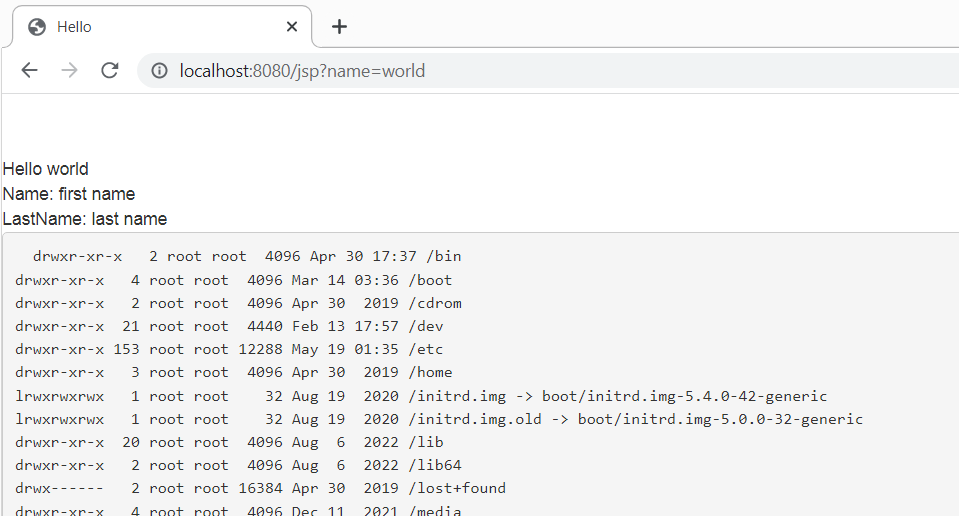 Hello
localhost:8080/jsp?name=world
Hello world
Name: first name
LastName: last name
drwxr-xr-x   2 root root  4096 Apr 30 17:37 /bin
drwxr-xr-x   4 root root  4096 Mar 14 03:36 /boot
drwxr-xr-x   2 root root  4096 Apr 30  2019 /cdrom
drwxr-xr-x  21 root root  4440 Feb 13 17:57 /dev
drwxr-xr-x 153 root root 12288 May 19 01:35 /etc
drwxr-xr-x   3 root root  4096 Apr 30  2019 /home
lrwxrwxrwx   1 root root    32 Aug 19  2020 /initrd.img -> boot/initrd.img-5.4.0-42-generic
lrwxrwxrwx   1 root root    32 Aug 19  2020 /initrd.img.old -> boot/initrd.img-5.0.0-32-generic
drwxr-xr-x  20 root root  4096 Aug  6  2022 /lib
drwxr-xr-x   2 root root  4096 Aug  6  2022 /lib64
drwx------   2 root root 16384 Apr 30  2019 /lost+found
drwxr-xr-x   4 root root  4096 Dec 11  2021 /media